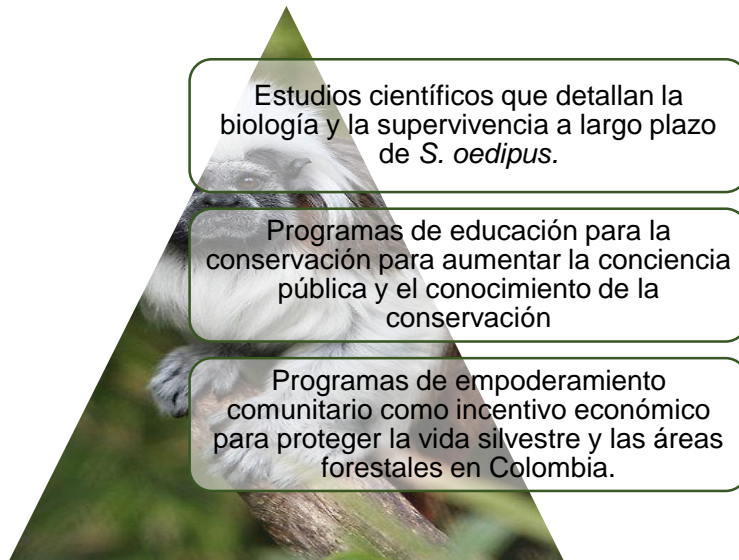 Estudios científicos que detallan la
biología y la supervivencia a largo plazo
de S. oedipus.
Programas de educación para la
conservación para aumentar la conciencia
pública y el conocimiento de la
conservación
Programas de empoderamiento
comunitario como incentivo económico
para proteger la vida silvestre y las áreas
forestales en Colombia.